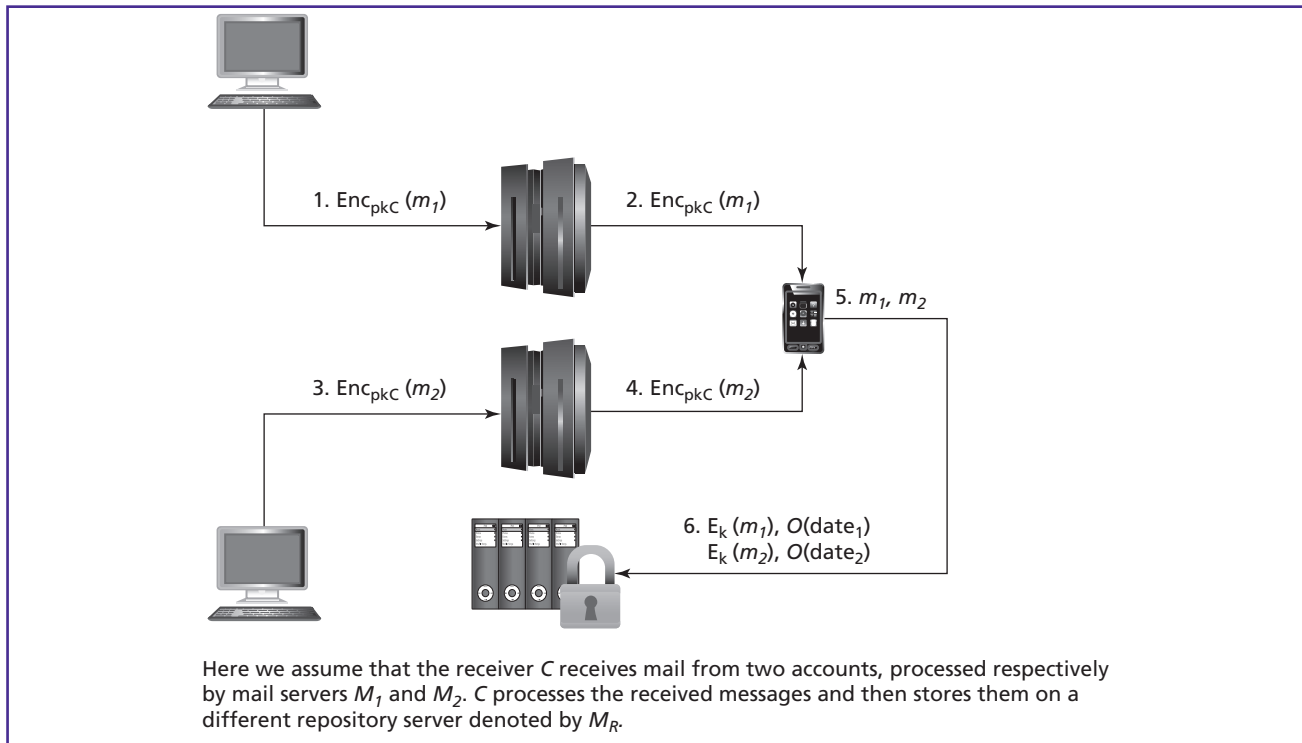 1. Enc_pkC (m_1)
2. Enc_pkC (m_1)
5. m_1, m_2
3. Enc_pkC (m_2)
4. Enc_pkC (m_2)
6. E_k (m_1), O(date_1)
E_k (m_2), O(date_2)
Here we assume that the receiver C receives mail from two accounts, processed respectively
by mail servers M_1 and M_2. C processes the received messages and then stores them on a
different repository server denoted by M_R.